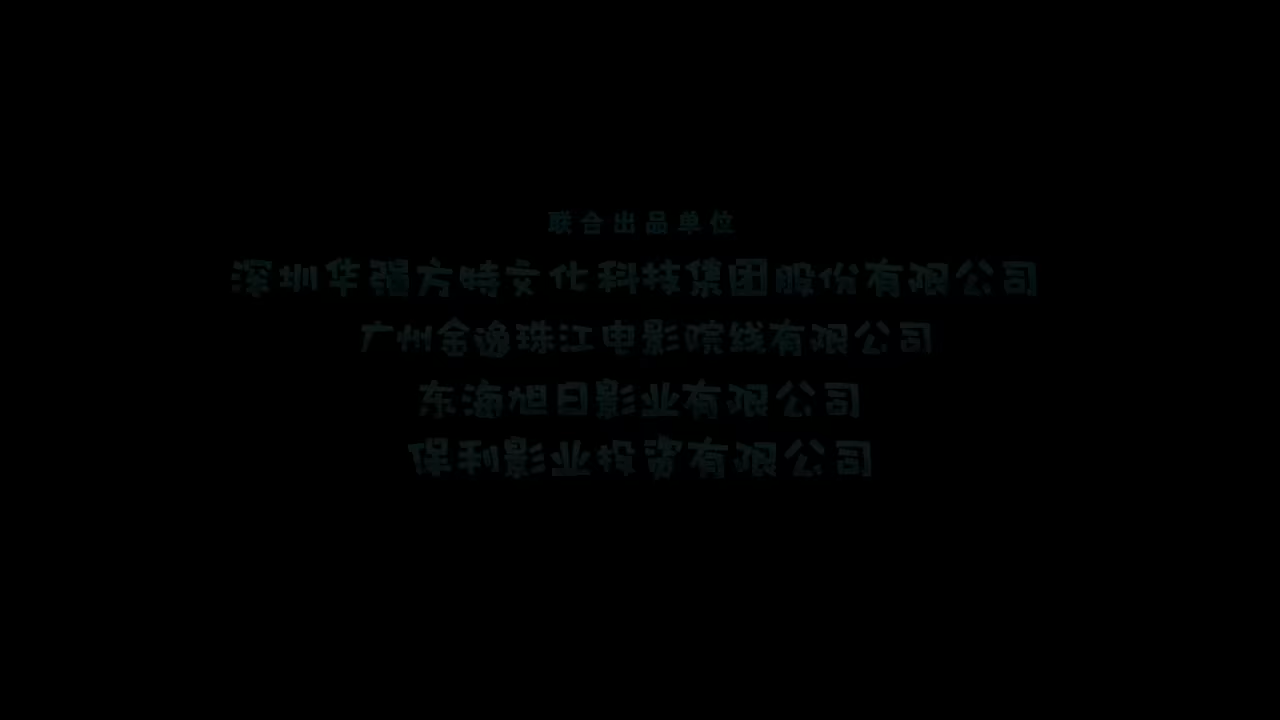 联合出品单位
深圳华强方特文化科技集团股份有限公司
广州金逸珠江电影院线有限公司
东海旭日影业有限公司
保利影业投资有限公司